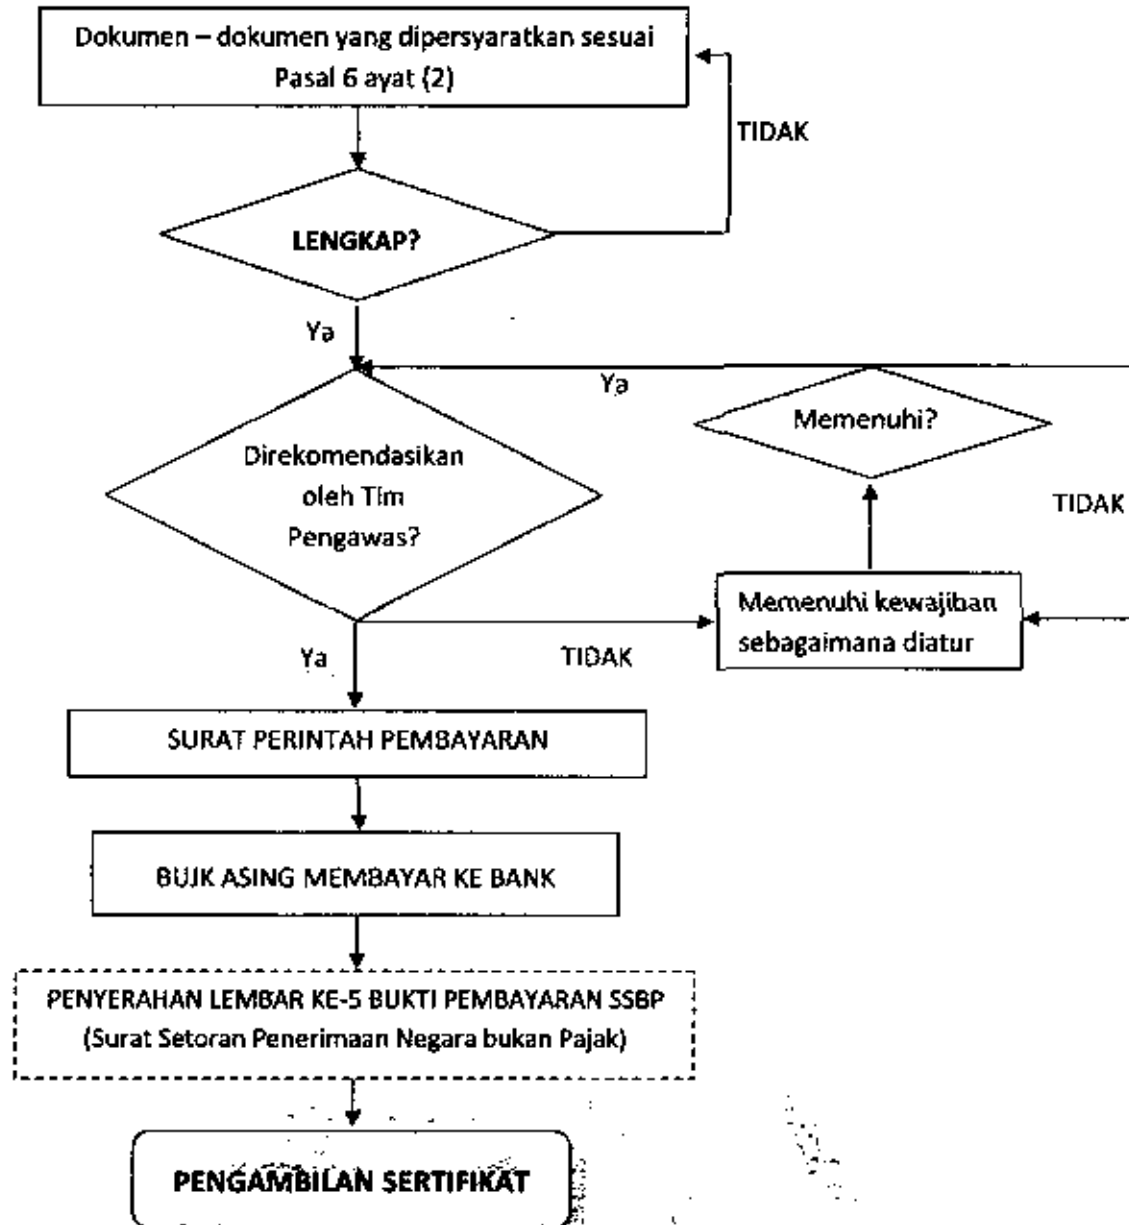 Dokumen – dokumen yang dipersyaratkan sesuai
Pasal 6 ayat (2)
TIDAK
LENGKAP?
Ya
Ya
Memenuhi?
Direkomendasikan
oleh Tim
Pengawas?
TIDAK
Memenuhi kewajiban
sebagaimana diatur
Ya
TIDAK
SURAT PERINTAH PEMBAYARAN
BUJK ASING MEMBAYAR KE BANK
PENYERAHAN LEMBAR KE-5 BUKTI PEMBAYARAN SSBP
(Surat Setoran Penerimaan Negara bukan Pajak)
PENGAMBILAN SERTIFIKAT